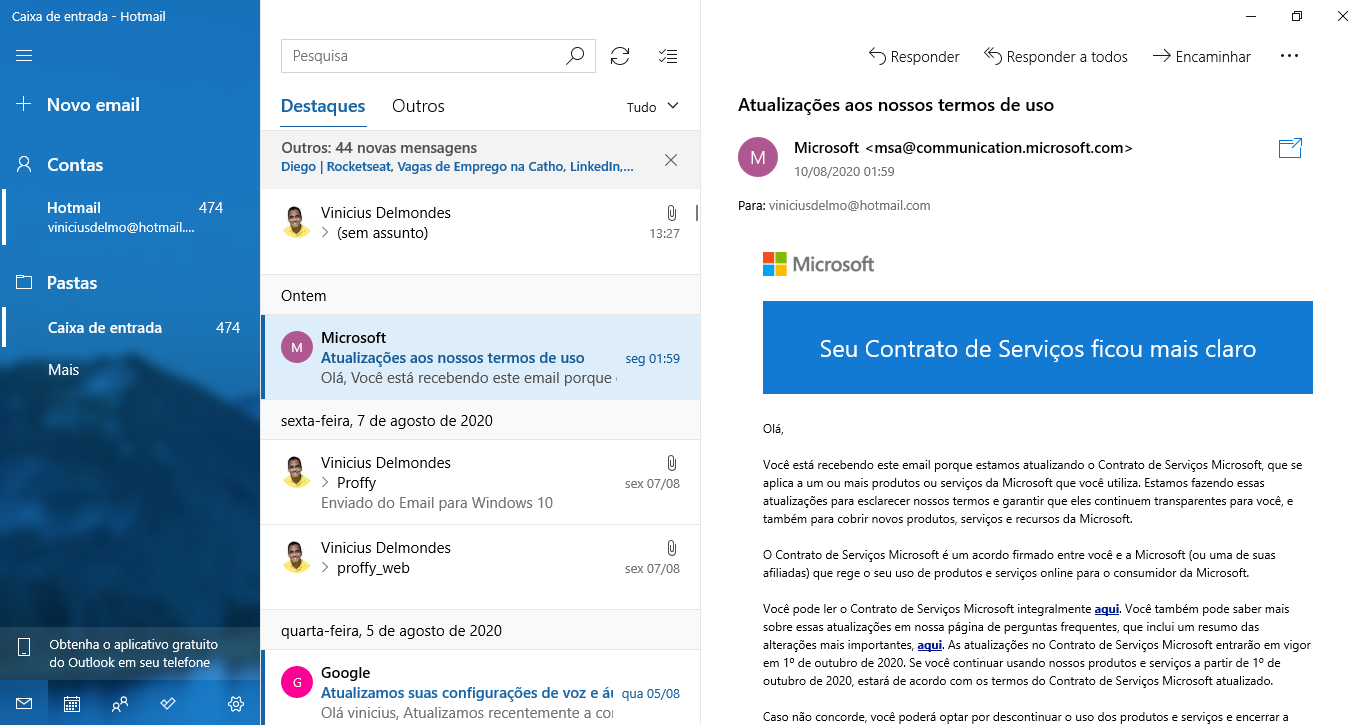 Caixa de entrada - Hotmail
Novo email
Contas
Hotmail 474
viniciusdelmo@hotmail....
Pastas
Caixa de entrada 474
Mais
Obtenha o aplicativo gratuito
do Outlook em seu telefone
Pesquisa
Destaques Outros Tudo
Outros: 44 novas mensagens
Diego | Rocketseat, Vagas de Emprego na Catho, LinkedIn,...
Vinicius Delmondes
(sem assunto) 13:27
Ontem
M
Microsoft
Atualizações aos nossos termos de uso seg 01:59
Olá, Você está recebendo este email porque
sexta-feira, 7 de agosto de 2020
Vinicius Delmondes
Proffy sex 07/08
Enviado do Email para Windows 10
Vinicius Delmondes
proffy_web sex 07/08
quarta-feira, 5 de agosto de 2020
G
Google
Atualizamos suas configurações de voz e áu qua 05/08
Olá vinicius, Atualizamos recentemente a co
Responder Responder a todos Encaminhar ...
Atualizações aos nossos termos de uso
M
Microsoft <msa@communication.microsoft.com>
10/08/2020 01:59
Para: viniciusdelmo@hotmail.com
Microsoft
Seu Contrato de Serviços ficou mais claro
Olá,
Você está recebendo este email porque estamos atualizando o Contrato de Serviços Microsoft, que se
aplica a um ou mais produtos ou serviços da Microsoft que você utiliza. Estamos fazendo essas
atualizações para esclarecer nossos termos e garantir que eles continuem transparentes para você, e
também para cobrir novos produtos, serviços e recursos da Microsoft.
O Contrato de Serviços Microsoft é um acordo firmado entre você e a Microsoft (ou uma de suas
afiliadas) que rege o seu uso de produtos e serviços online para o consumidor da Microsoft.
Você pode ler o Contrato de Serviços Microsoft integralmente aqui. Você também pode saber mais
sobre essas atualizações em nossa página de perguntas frequentes, que inclui um resumo das
alterações mais importantes, aqui. As atualizações no Contrato de Serviços Microsoft entrarão em vigor
em 1º de outubro de 2020. Se você continuar usando nossos produtos e serviços a partir de 1º de
outubro de 2020, estará de acordo com os termos do Contrato de Serviços Microsoft atualizado.
Caso não concorde, você poderá optar por descontinuar o uso dos produtos e serviços e encerrar a